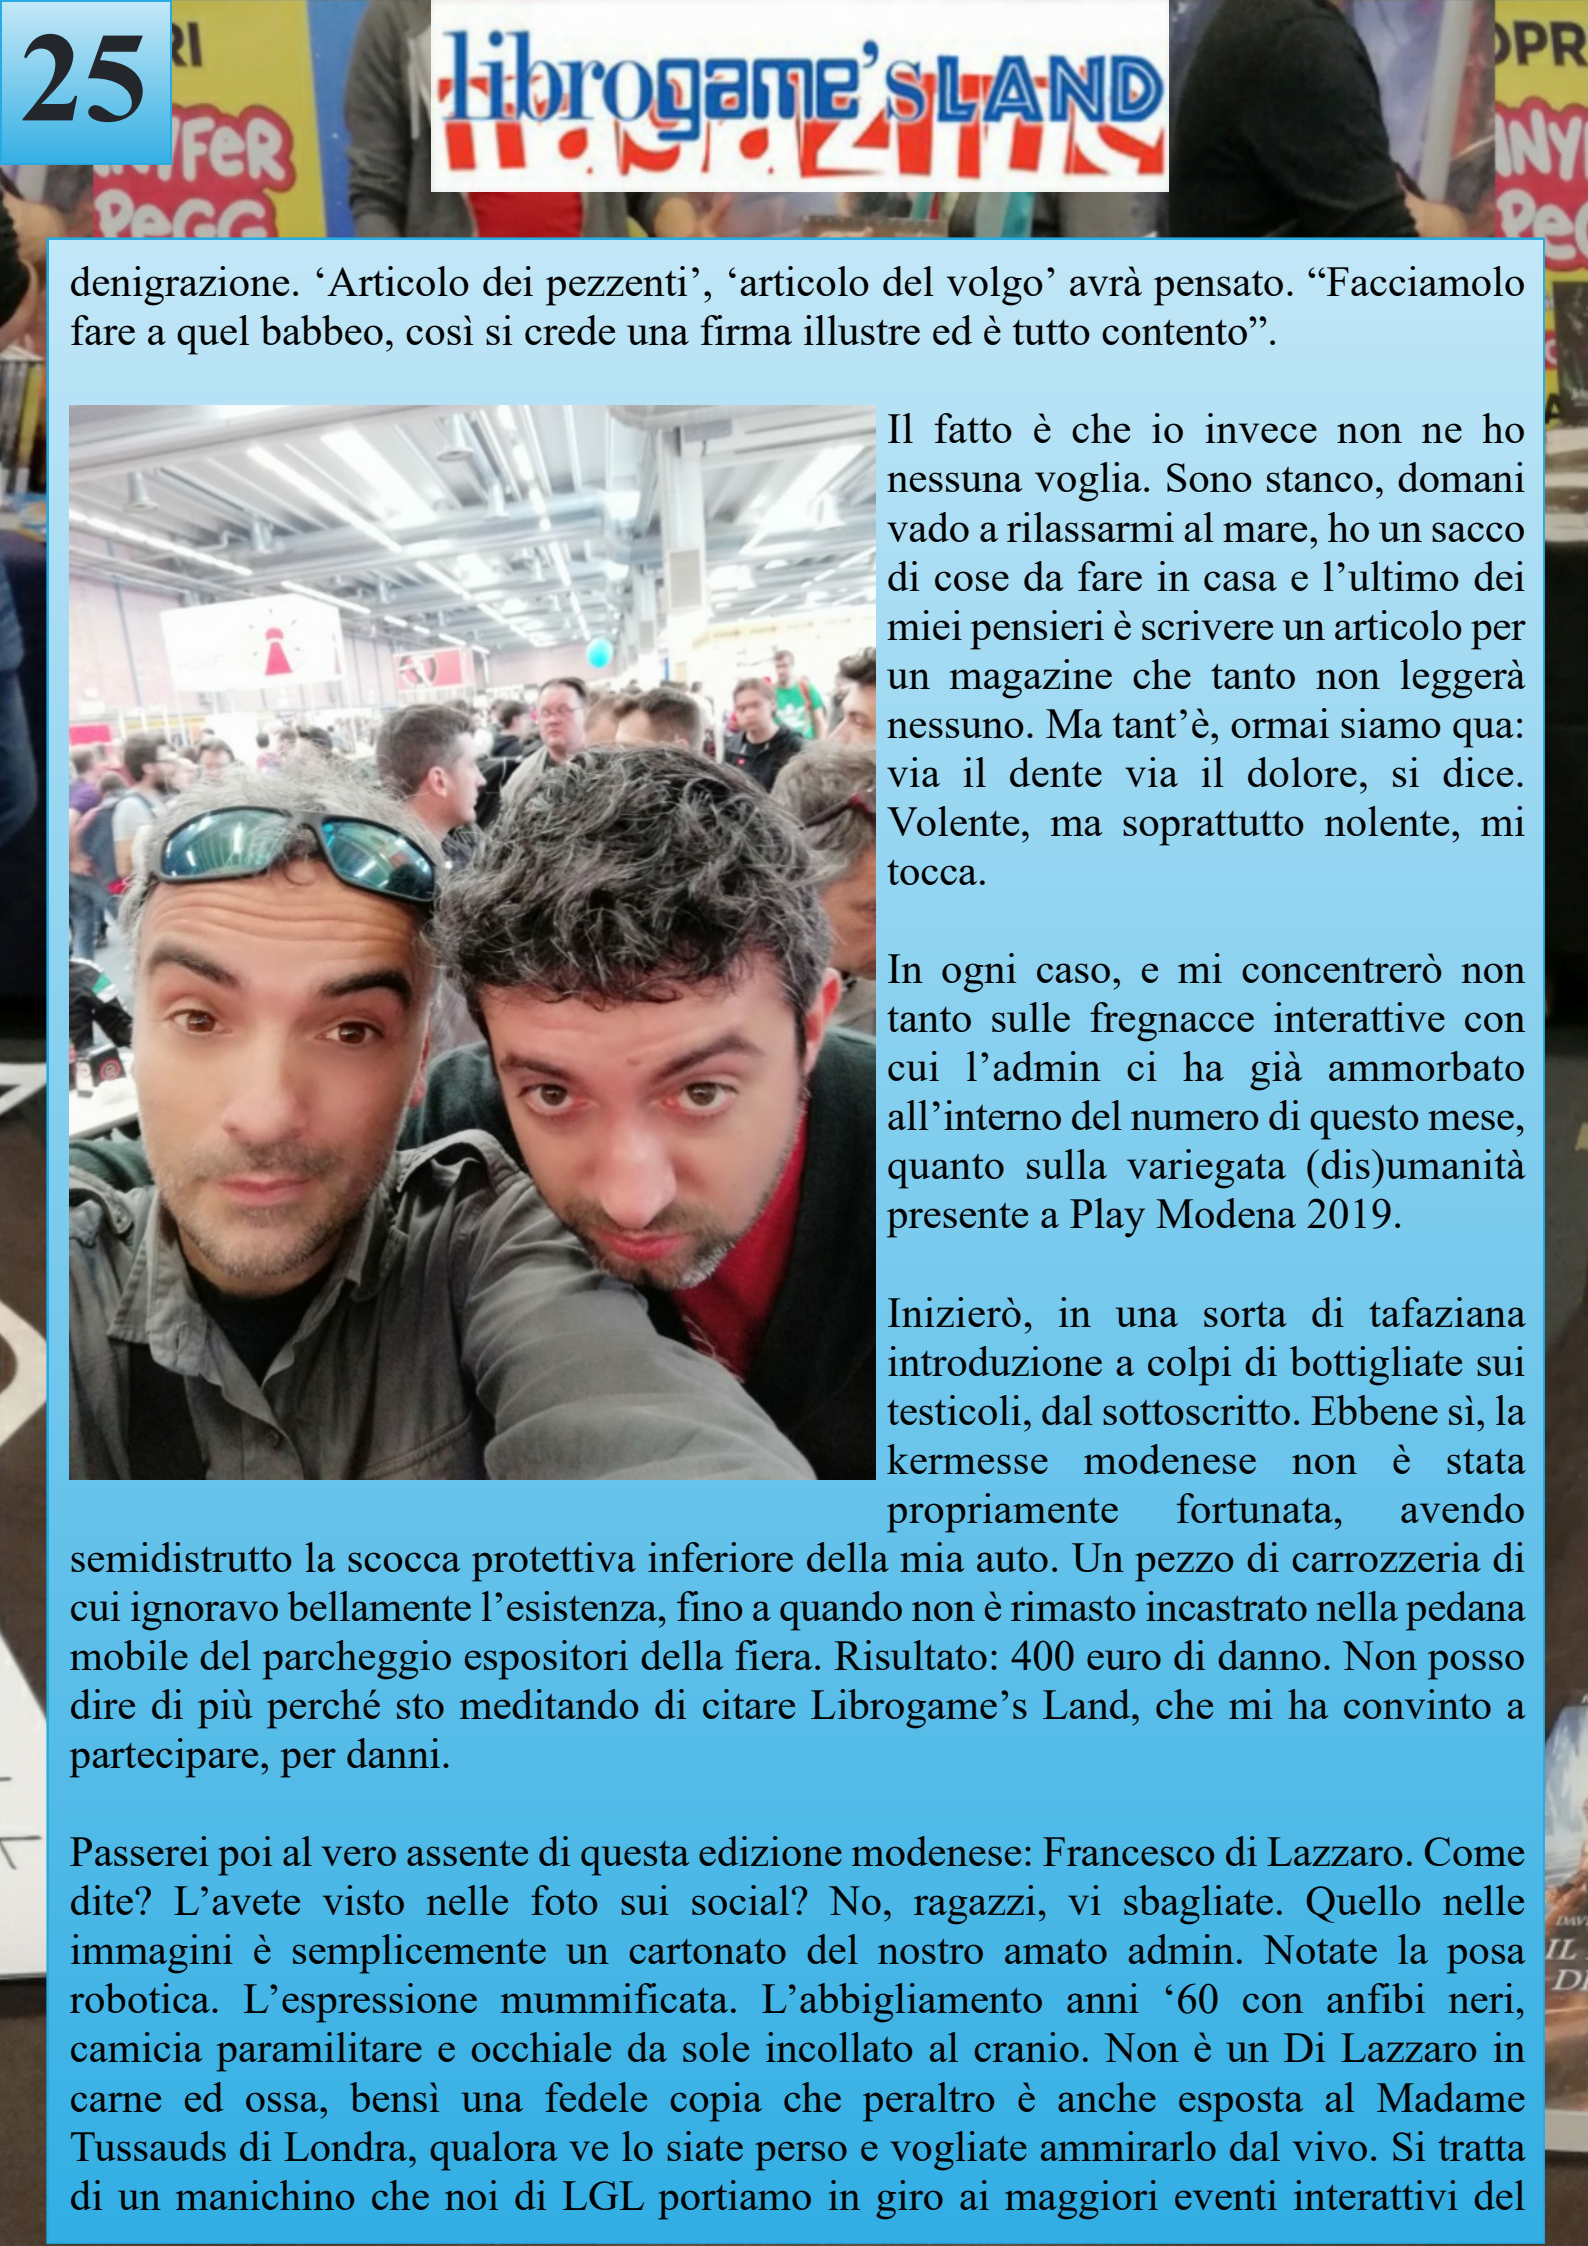 25
librogame'sLAND
magazine
denigrazione. ‘Articolo dei pezzenti’, ‘articolo del volgo’ avrà pensato. “Facciamolo
fare a quel babbeo, così si crede una firma illustre ed è tutto contento”.
Il fatto è che io invece non ne ho
nessuna voglia. Sono stanco, domani
vado a rilassarmi al mare, ho un sacco
di cose da fare in casa e l’ultimo dei
miei pensieri è scrivere un articolo per
un magazine che tanto non leggerà
nessuno. Ma tant’è, ormai siamo qua:
via il dente via il dolore, si dice.
Volente, ma soprattutto nolente, mi
tocca.
In ogni caso, e mi concentrerò non
tanto sulle fregnacce interattive con
cui l’admin ci ha già ammorbato
all’interno del numero di questo mese,
quanto sulla variegata (dis)umanità
presente a Play Modena 2019.
Inizierò, in una sorta di tafaziana
introduzione a colpi di bottigliate sui
testicoli, dal sottoscritto. Ebbene sì, la
kermesse modenese non è stata
propriamente fortunata, avendo
semidistrutto la scocca protettiva inferiore della mia auto. Un pezzo di carrozzeria di
cui ignoravo bellamente l’esistenza, fino a quando non è rimasto incastrato nella pedana
mobile del parcheggio espositori della fiera. Risultato: 400 euro di danno. Non posso
dire di più perché sto meditando di citare Librogame’s Land, che mi ha convinto a
partecipare, per danni.
Passerei poi al vero assente di questa edizione modenese: Francesco di Lazzaro. Come
dite? L’avete visto nelle foto sui social? No, ragazzi, vi sbagliate. Quello nelle
immagini è semplicemente un cartonato del nostro amato admin. Notate la posa
robotica. L’espressione mummificata. L’abbigliamento anni ‘60 con anfibi neri,
camicia paramilitare e occhiale da sole incollato al cranio. Non è un Di Lazzaro in
carne ed ossa, bensì una fedele copia che peraltro è anche esposta al Madame
Tussauds di Londra, qualora ve lo siate perso e vogliate ammirarlo dal vivo. Si tratta
di un manichino che noi di LGL portiamo in giro ai maggiori eventi interattivi del